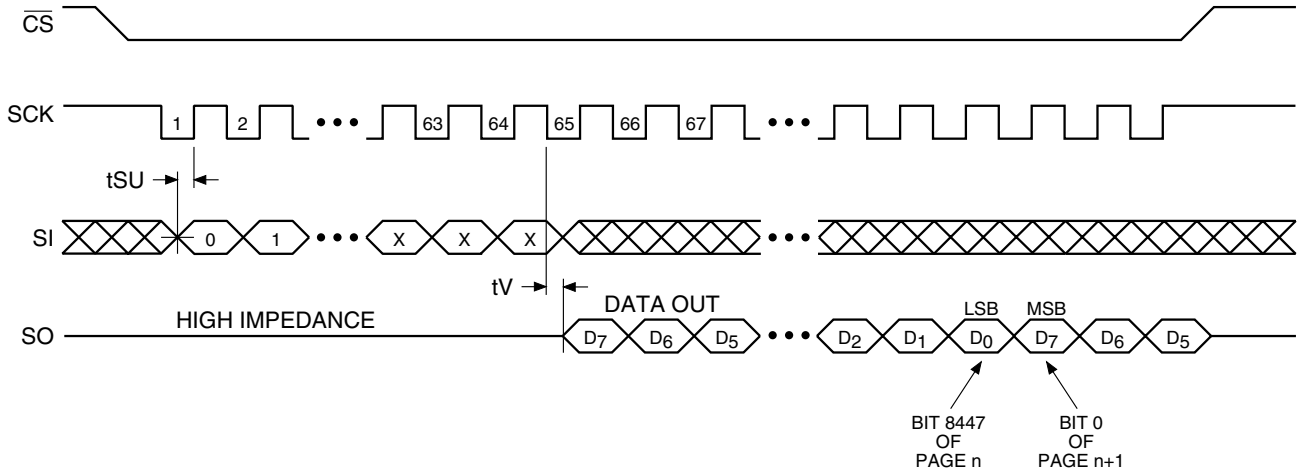 CS
SCK
1 2 63 64 65 66 67
tSU
SI
0 1 X X X
tV
DATA OUT
HIGH IMPEDANCE
LSB MSB
SO
D7 D6 D5 D2 D1 D0 D7 D6 D5
BIT 8447
OF
PAGE n
BIT 0
OF
PAGE n+1